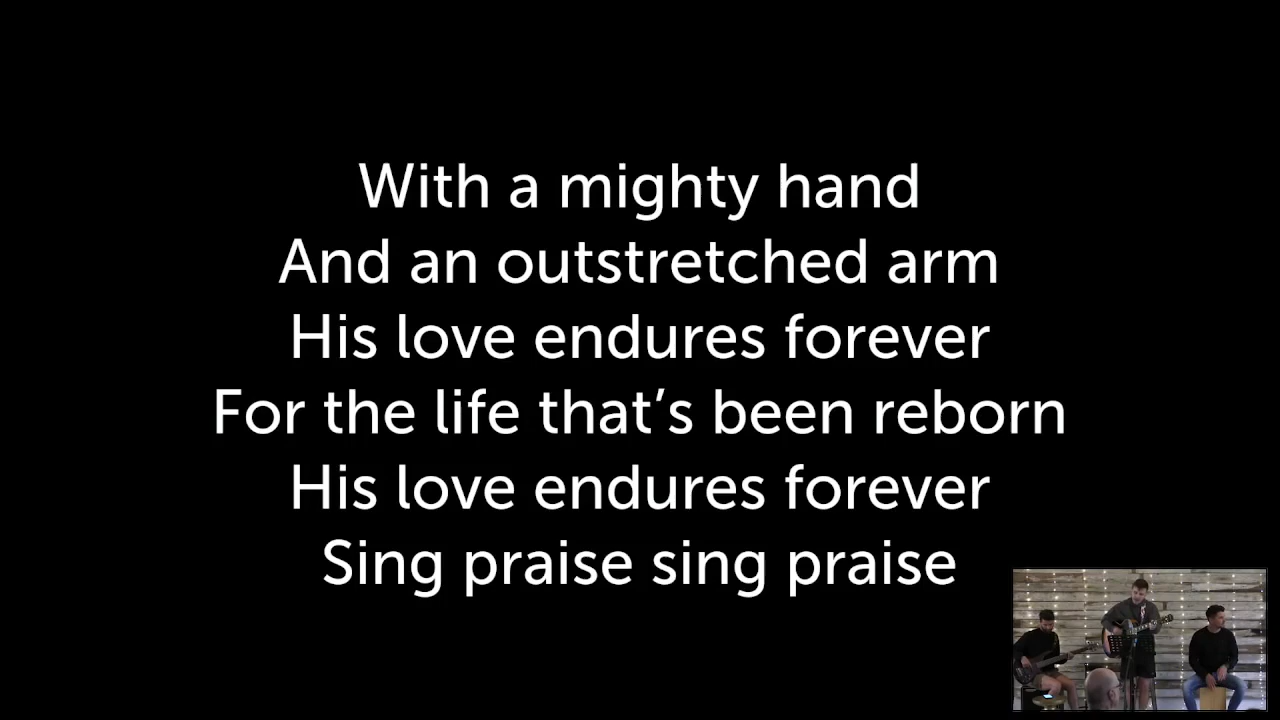 With a mighty hand
And an outstretched arm
His love endures forever
For the life that’s been reborn
His love endures forever
Sing praise sing praise